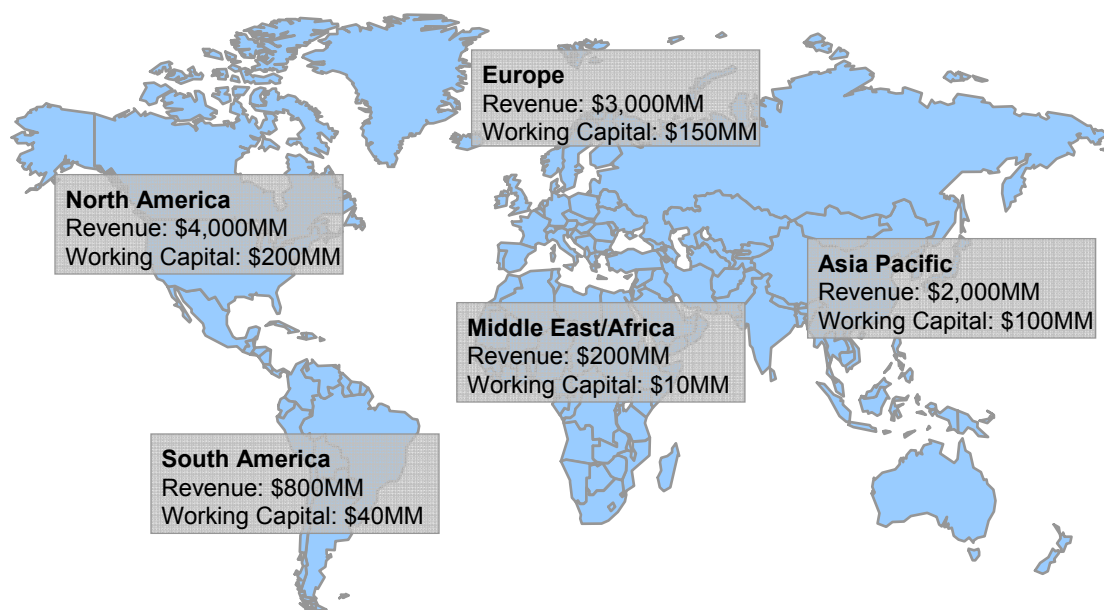 Europe
Revenue: $3,000MM
Working Capital: $150MM
North America
Revenue: $4,000MM
Working Capital: $200MM
Asia Pacific
Revenue: $2,000MM
Working Capital: $100MM
Middle East/Africa
Revenue: $200MM
Working Capital: $10MM
South America
Revenue: $800MM
Working Capital: $40MM